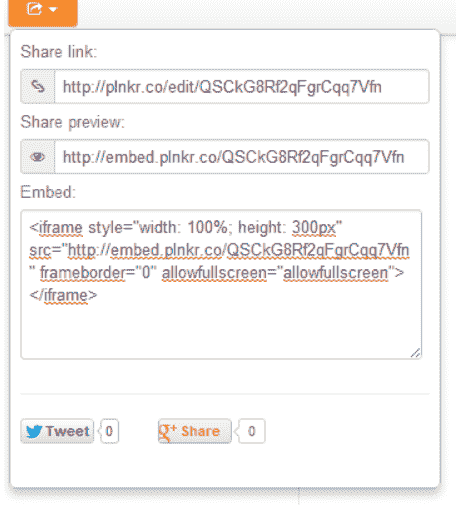 Share link:
http://plnkr.co/edit/QSCkG8Rf2qFgrCqq7Vfn
Share preview:
http://embed.plnkr.co/QSCkG8Rf2qFgrCqq7Vfn
Embed:
<iframe style="width: 100%; height: 300px"
src="http://embed.plnkr.co/QSCkG8Rf2qFgrCqq7Vfn
" frameborder="0" allowfullscreen="allowfullscreen">
</iframe>
Tweet 0 g+ Share 0